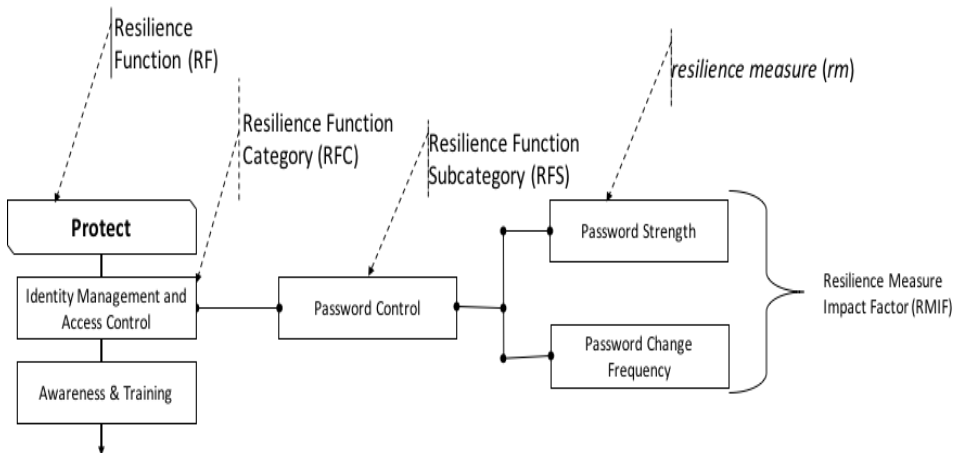 Resilience
Function (RF)
resilience measure (rm)
Resilience Function
Category (RFC)
Resilience Function
Subcategory (RFS)
Protect
Password Strength
Identity Management and
Access Control
Password Control
Resilience Measure
Impact Factor (RMIF)
Password Change
Frequency
Awareness & Training